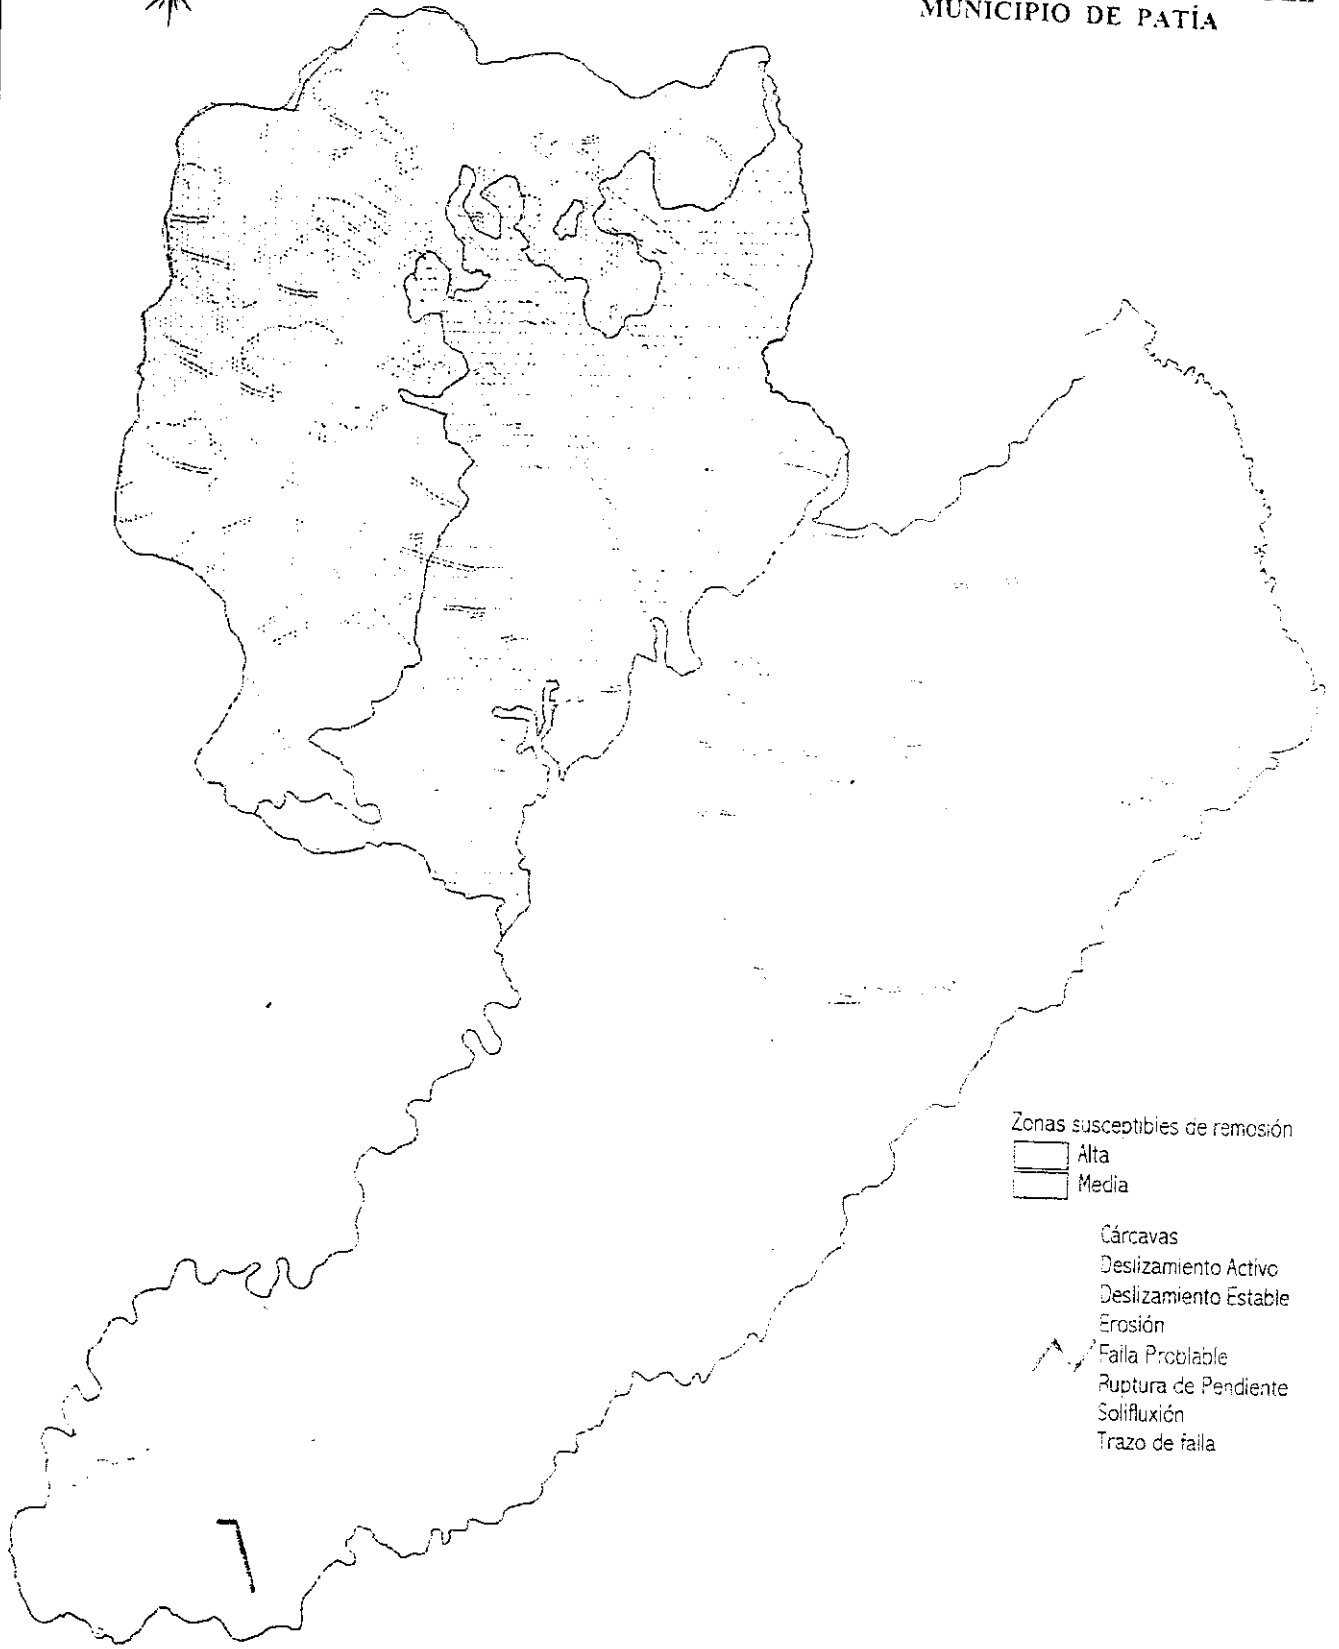 MUNICIPIO DE PATÍA
Zonas susceptibles de remosión
Alta
Media
Cárcavas
Deslizamiento Activo
Deslizamiento Estable
Erosión
Falla Problable
Ruptura de Pendiente
Solifluxión
Trazo de falla